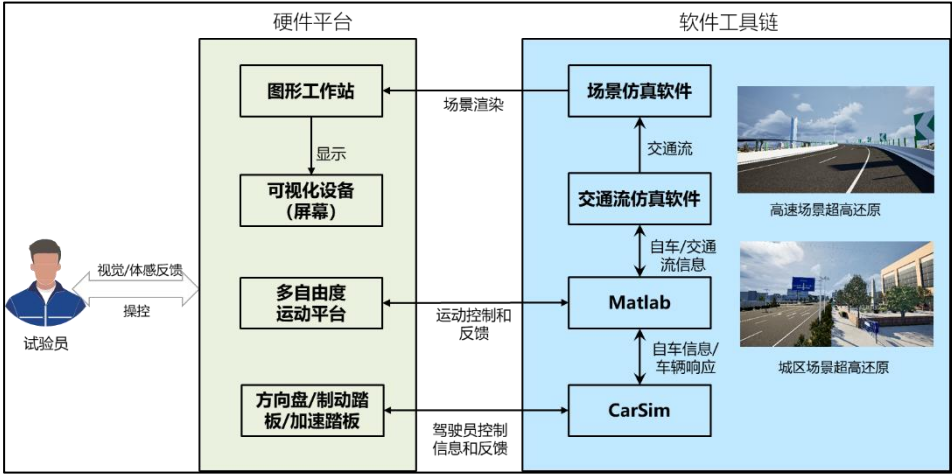 硬件平台
软件工具链
图形工作站
场景渲染
场景仿真软件
显示
交通流
可视化设备
(屏幕)
交通流仿真软件
高速场景超高还原
视觉/体感反馈
操控
试验员
自车/交通
流信息
多自由度
运动平台
运动控制和
反馈
Matlab
自车信息/
车辆响应
城区场景超高还原
方向盘/制动踏
板/加速踏板
驾驶员控制
信息和反馈
CarSim